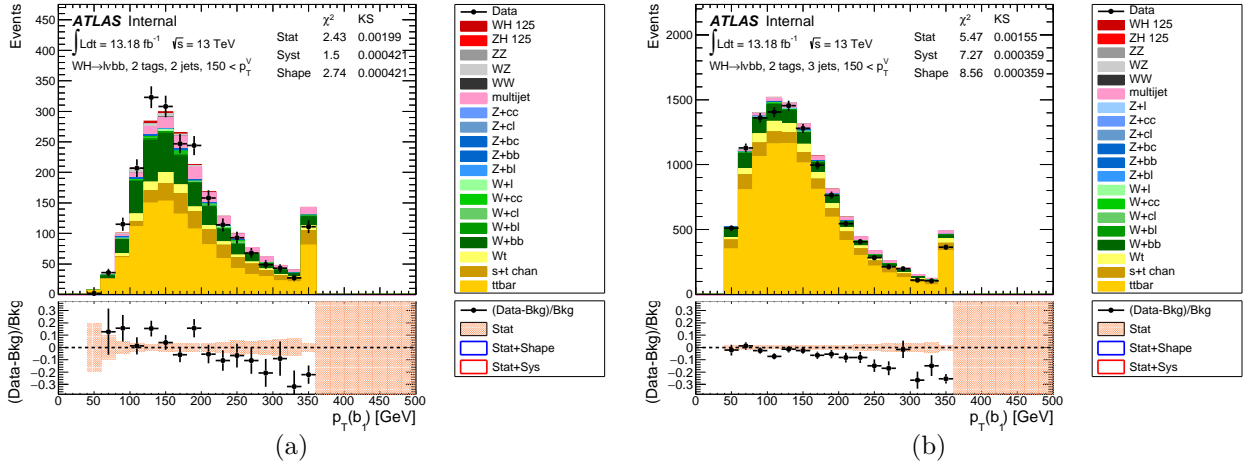 Events
450
400
350
300
250
200
150
100
50
0
ATLAS Internal
∫Ldt = 13.18 fb⁻¹ √s = 13 TeV
WH→lvbb, 2 tags, 2 jets, 150 < p_T^V
χ² KS
Stat 2.43 0.00199
Syst 1.5 0.000421
Shape 2.74 0.000421
Data
WH 125
ZH 125
ZZ
WZ
WW
multijet
Z+cc
Z+cl
Z+bc
Z+bb
Z+bl
W+l
W+cc
W+cl
W+bl
W+bb
Wt
s+t chan
ttbar
(Data-Bkg)/Bkg
0.3
0.2
0.1
0
−0.1
−0.2
−0.3
0 50 100 150 200 250 300 350 400 450 500
p_T(b_1) [GeV]
(Data-Bkg)/Bkg
Stat
Stat+Shape
Stat+Sys
(a)
Events
2000
1500
1000
500
0
ATLAS Internal
∫Ldt = 13.18 fb⁻¹ √s = 13 TeV
WH→lvbb, 2 tags, 3 jets, 150 < p_T^V
χ² KS
Stat 5.47 0.00155
Syst 7.27 0.000359
Shape 8.56 0.000359
Data
WH 125
ZH 125
ZZ
WZ
WW
multijet
Z+l
Z+cc
Z+cl
Z+bc
Z+bb
Z+bl
W+l
W+cc
W+cl
W+bl
W+bb
Wt
s+t chan
ttbar
(Data-Bkg)/Bkg
0.3
0.2
0.1
0
−0.1
−0.2
−0.3
0 50 100 150 200 250 300 350 400 450 500
p_T(b_1) [GeV]
(Data-Bkg)/Bkg
Stat
Stat+Shape
Stat+Sys
(b)